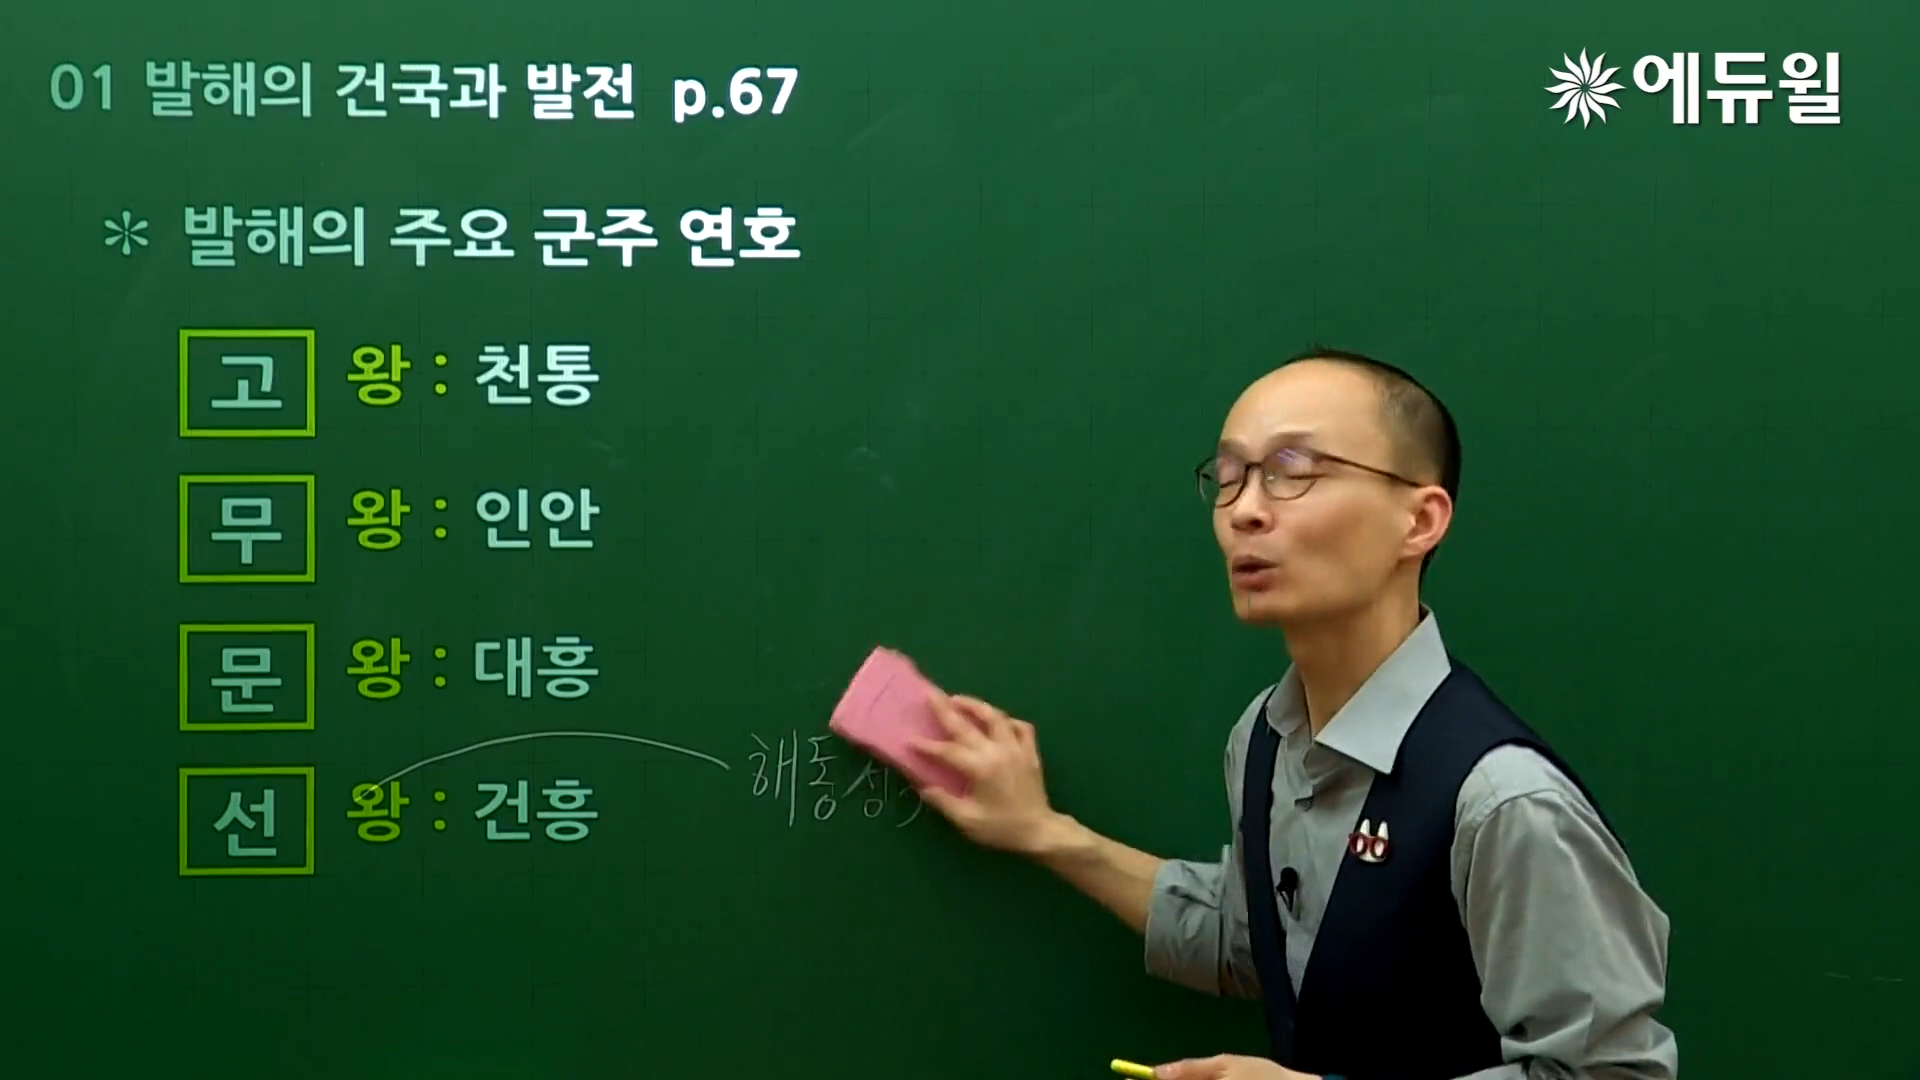 01 발해의 건국과 발전 p.67
에듀윌
* 발해의 주요 군주 연호
고 왕 : 천통
무 왕 : 인안
문 왕 : 대흥
선 왕 : 건흥
해동성